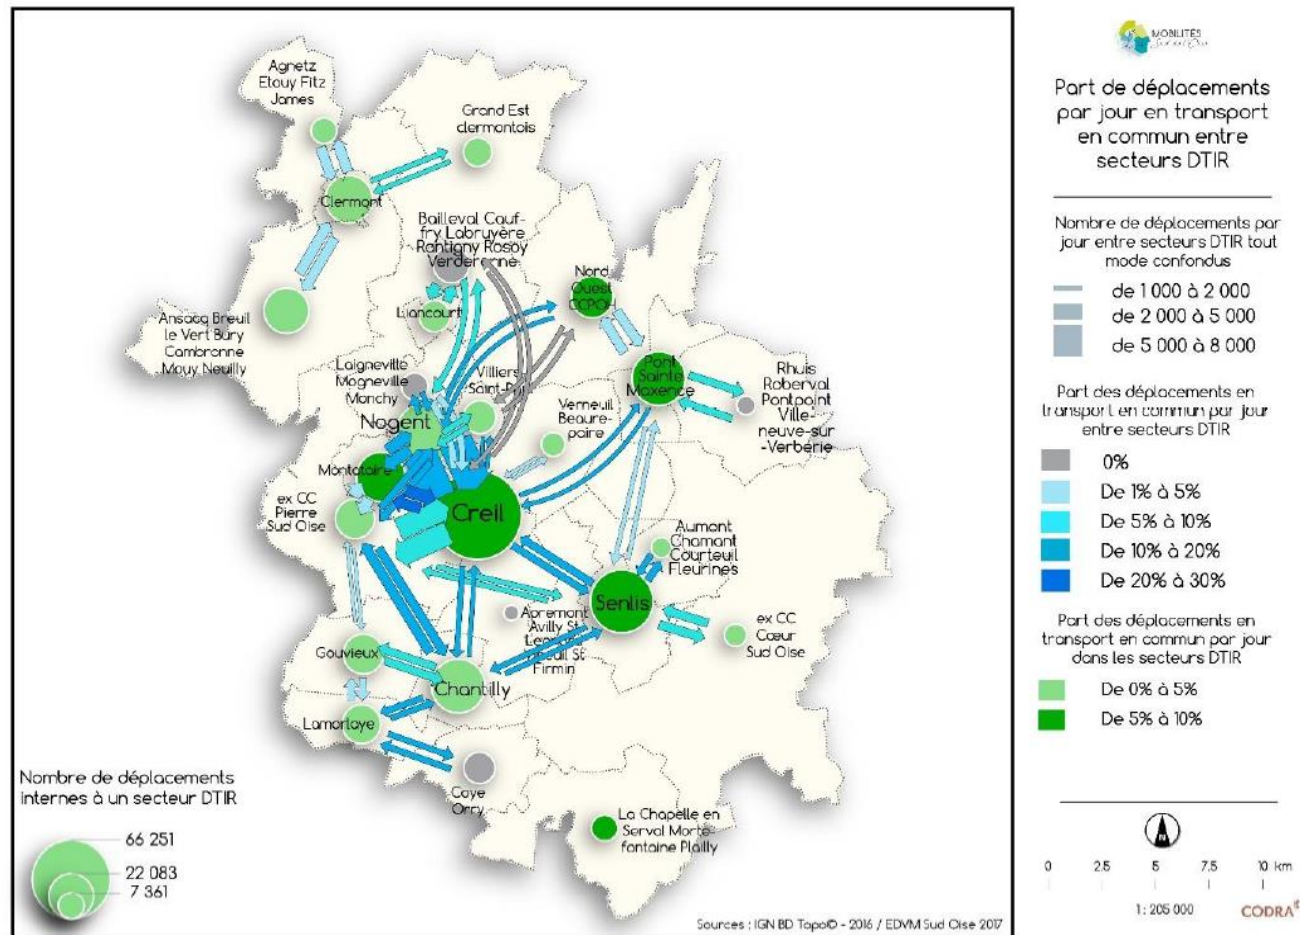 Agnetz
Etouy Fitz
James
Grand Est
clermontois
Clermont
Bailleval Cauf-
fry Labruyère
Rantigny Rosoy
Verderonne
Nord
Ouest
CCPOH
Liancourt
Ansacq Breuil
le Vert Bury
Cambronne
Mouy Neuilly
Laigneville
Mogneville
Monchy
Villiers
Nogent
Verneuil
Beaure-
paire
Pont
Sainte
Maxence
Rhuis
Roberval
Pontpoint
Ville-
neuve-sur
-Verberie
Montataire
ex CC
Pierre
Sud Oise
Creil
Aumont
Chamant
Courteuil
Fleurines
Senlis
Apremont
Avilly St
Firmin
ex CC
Cœur
Sud Oise
Gouvieux
Chantilly
Lamorlaye
Coye
Orry
La Chapelle en
Serval Morte-
fontaine Plailly
Nombre de déplacements
internes à un secteur DTIR
66 251
22 083
7 361
Sources : IGN BD Topo© - 2016 / EDVM Sud Oise 2017
MOBILITÉS
Sud de l'Oise
Part de déplacements
par jour en transport
en commun entre
secteurs DTIR
Nombre de déplacements par
jour entre secteurs DTIR tout
mode confondus
de 1 000 à 2 000
de 2 000 à 5 000
de 5 000 à 8 000
Part des déplacements en
transport en commun par jour
entre secteurs DTIR
0%
De 1% à 5%
De 5% à 10%
De 10% à 20%
De 20% à 30%
Part des déplacements en
transport en commun par jour
dans les secteurs DTIR
De 0% à 5%
De 5% à 10%
N
0 2.5 5 7.5 10 km
1 : 205 000
CODRA